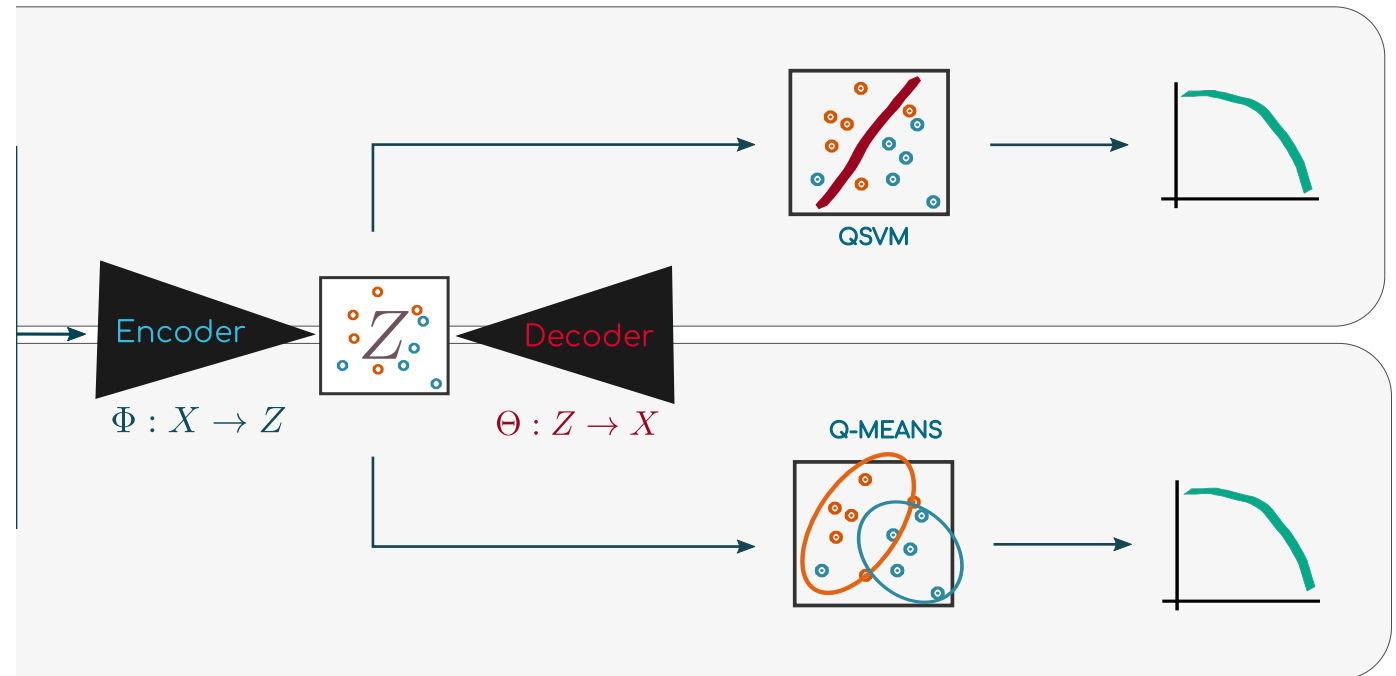 QSVM
Encoder
Z
Decoder
Φ : X → Z
Θ : Z → X
Q-MEANS